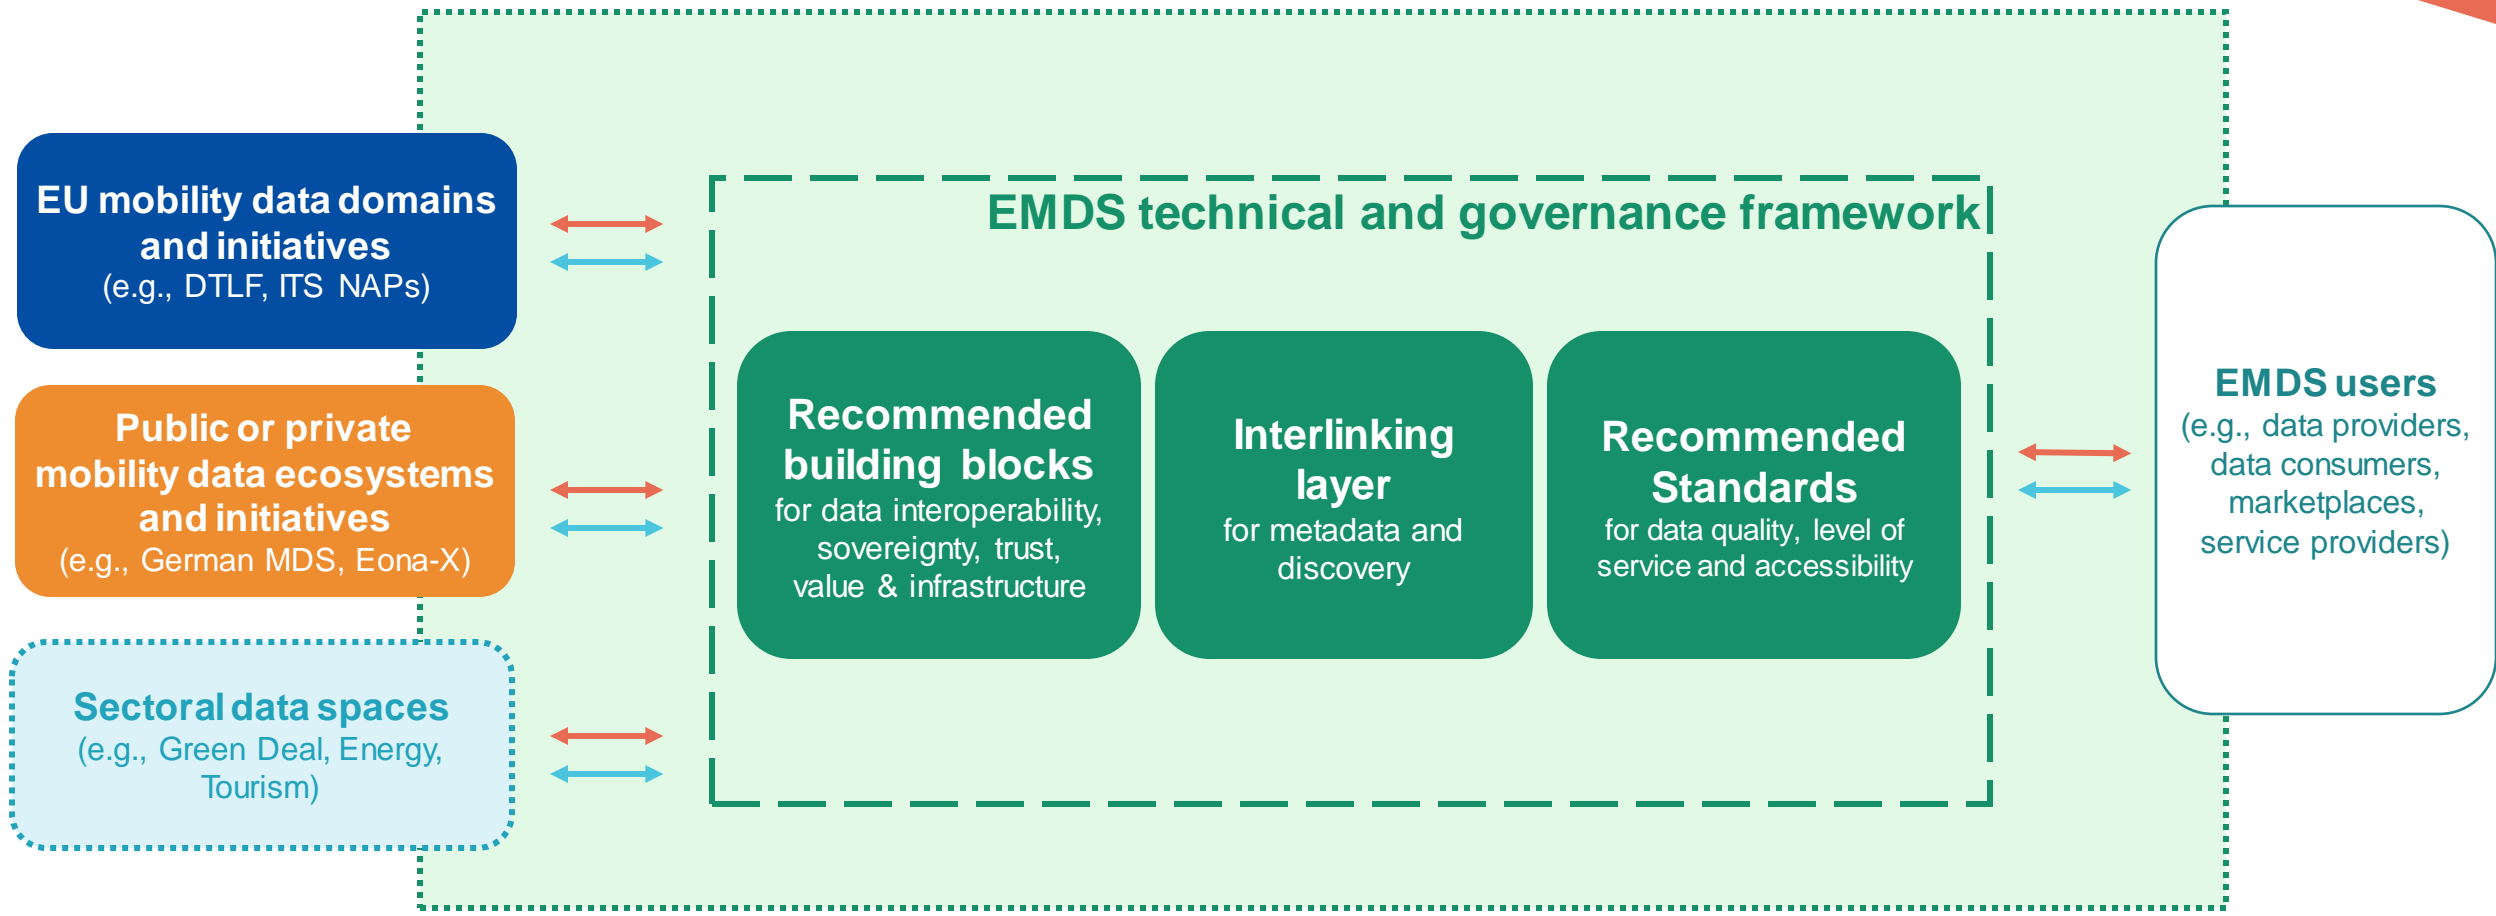 EU mobility data domains
and initiatives
(e.g., DTLF, ITS NAPs)
Public or private
mobility data ecosystems
and initiatives
(e.g., German MDS, Eona-X)
Sectoral data spaces
(e.g., Green Deal, Energy,
Tourism)
EMDS technical and governance framework
Recommended
building blocks
for data interoperability,
sovereignty, trust,
value & infrastructure
Interlinking
layer
for metadata and
discovery
Recommended
Standards
for data quality, level of
service and accessibility
EMDS users
(e.g., data providers,
data consumers,
marketplaces,
service providers)